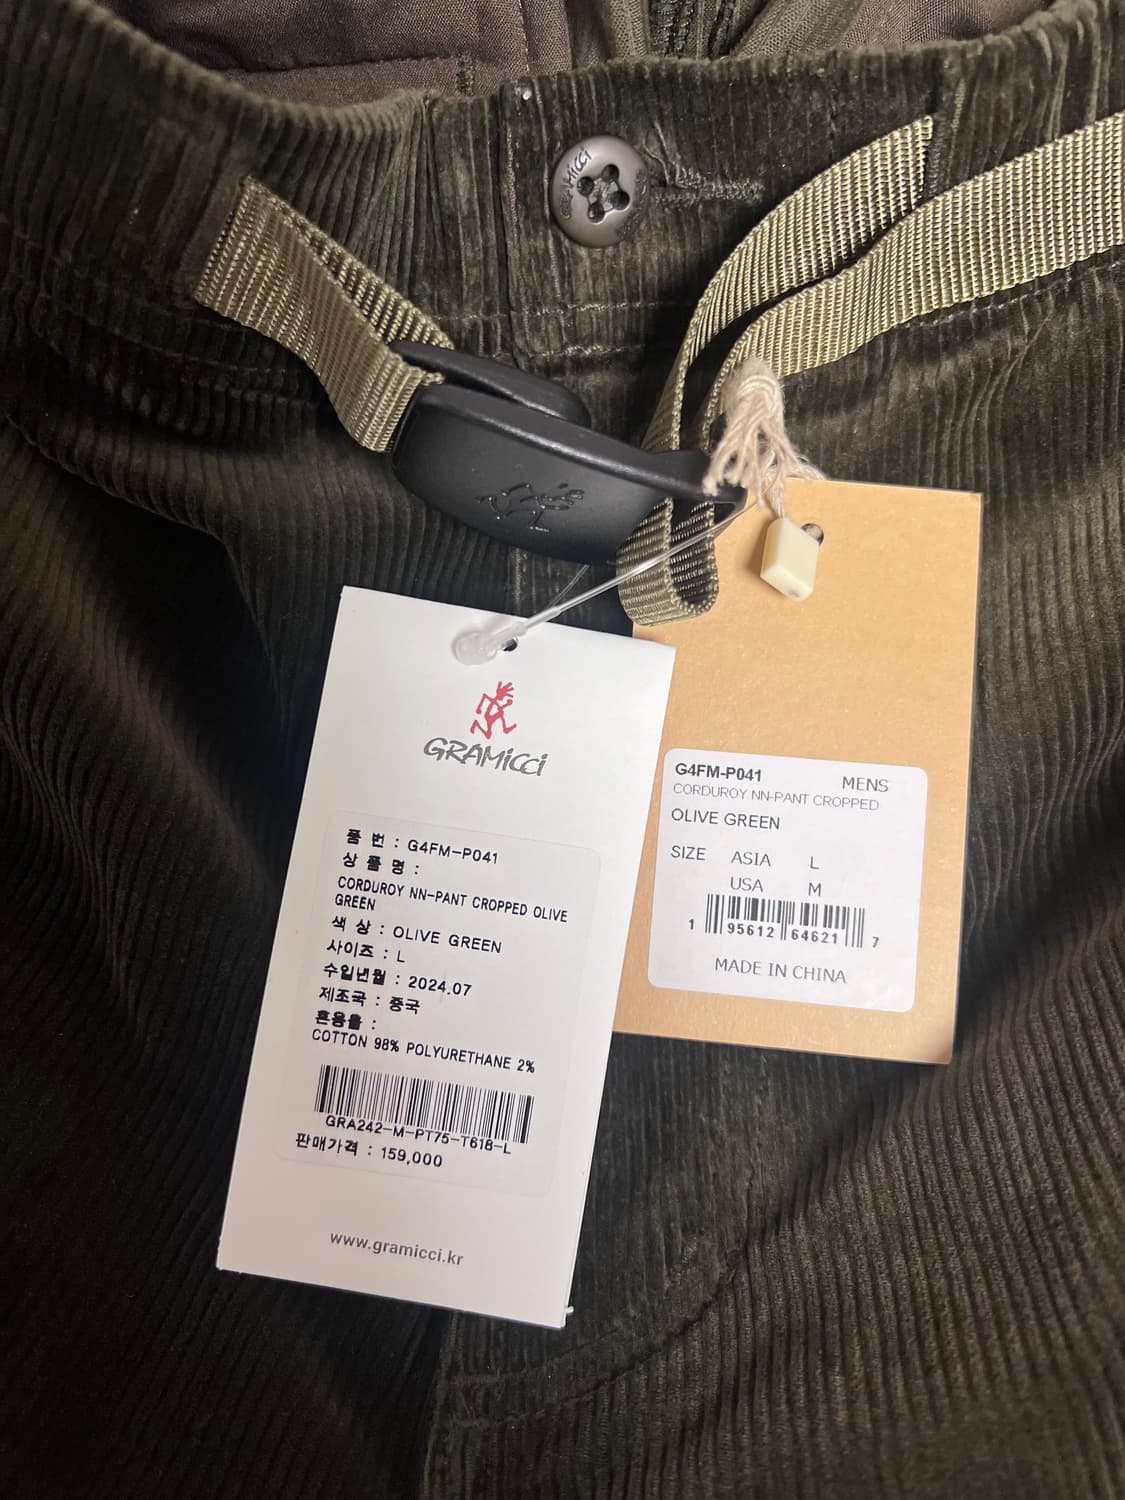 GRAMiCCi
GRAMiCCi
품 번 : G4FM-P041
상 품 명 :
CORDUROY NN-PANT CROPPED OLIVE
GREEN
색 상 : OLIVE GREEN
사이즈 : L
수입년월 : 2024.07
제조국 : 중국
혼용율 :
COTTON 98% POLYURETHANE 2%
GRA242-M-PT75-T618-L
판매가격 : 159,000
www.gramicci.kr
G4FM-P041 MENS
CORDUROY NN-PANT CROPPED
OLIVE GREEN
SIZE ASIA L
USA M
1 95612 64621 7
MADE IN CHINA